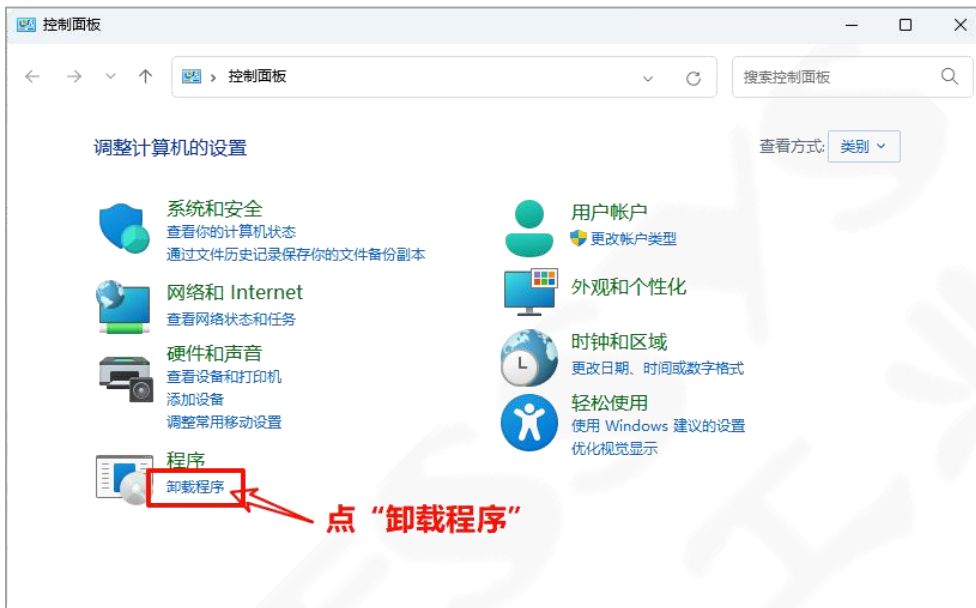 控制面板
控制面板
搜索控制面板
调整计算机的设置
查看方式: 类别
系统和安全
查看你的计算机状态
通过文件历史记录保存你的文件备份副本
网络和 Internet
查看网络状态和任务
硬件和声音
查看设备和打印机
添加设备
调整常用移动设置
程序
卸载程序
用户帐户
更改帐户类型
外观和个性化
时钟和区域
更改日期、时间或数字格式
轻松使用
使用 Windows 建议的设置
优化视觉显示
点“卸载程序”